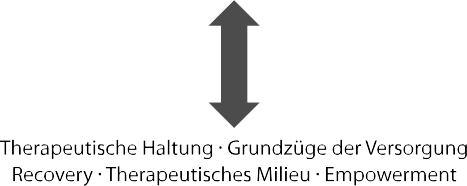 Therapeutische Haltung · Grundzüge der Versorgung
Recovery · Therapeutisches Milieu · Empowerment